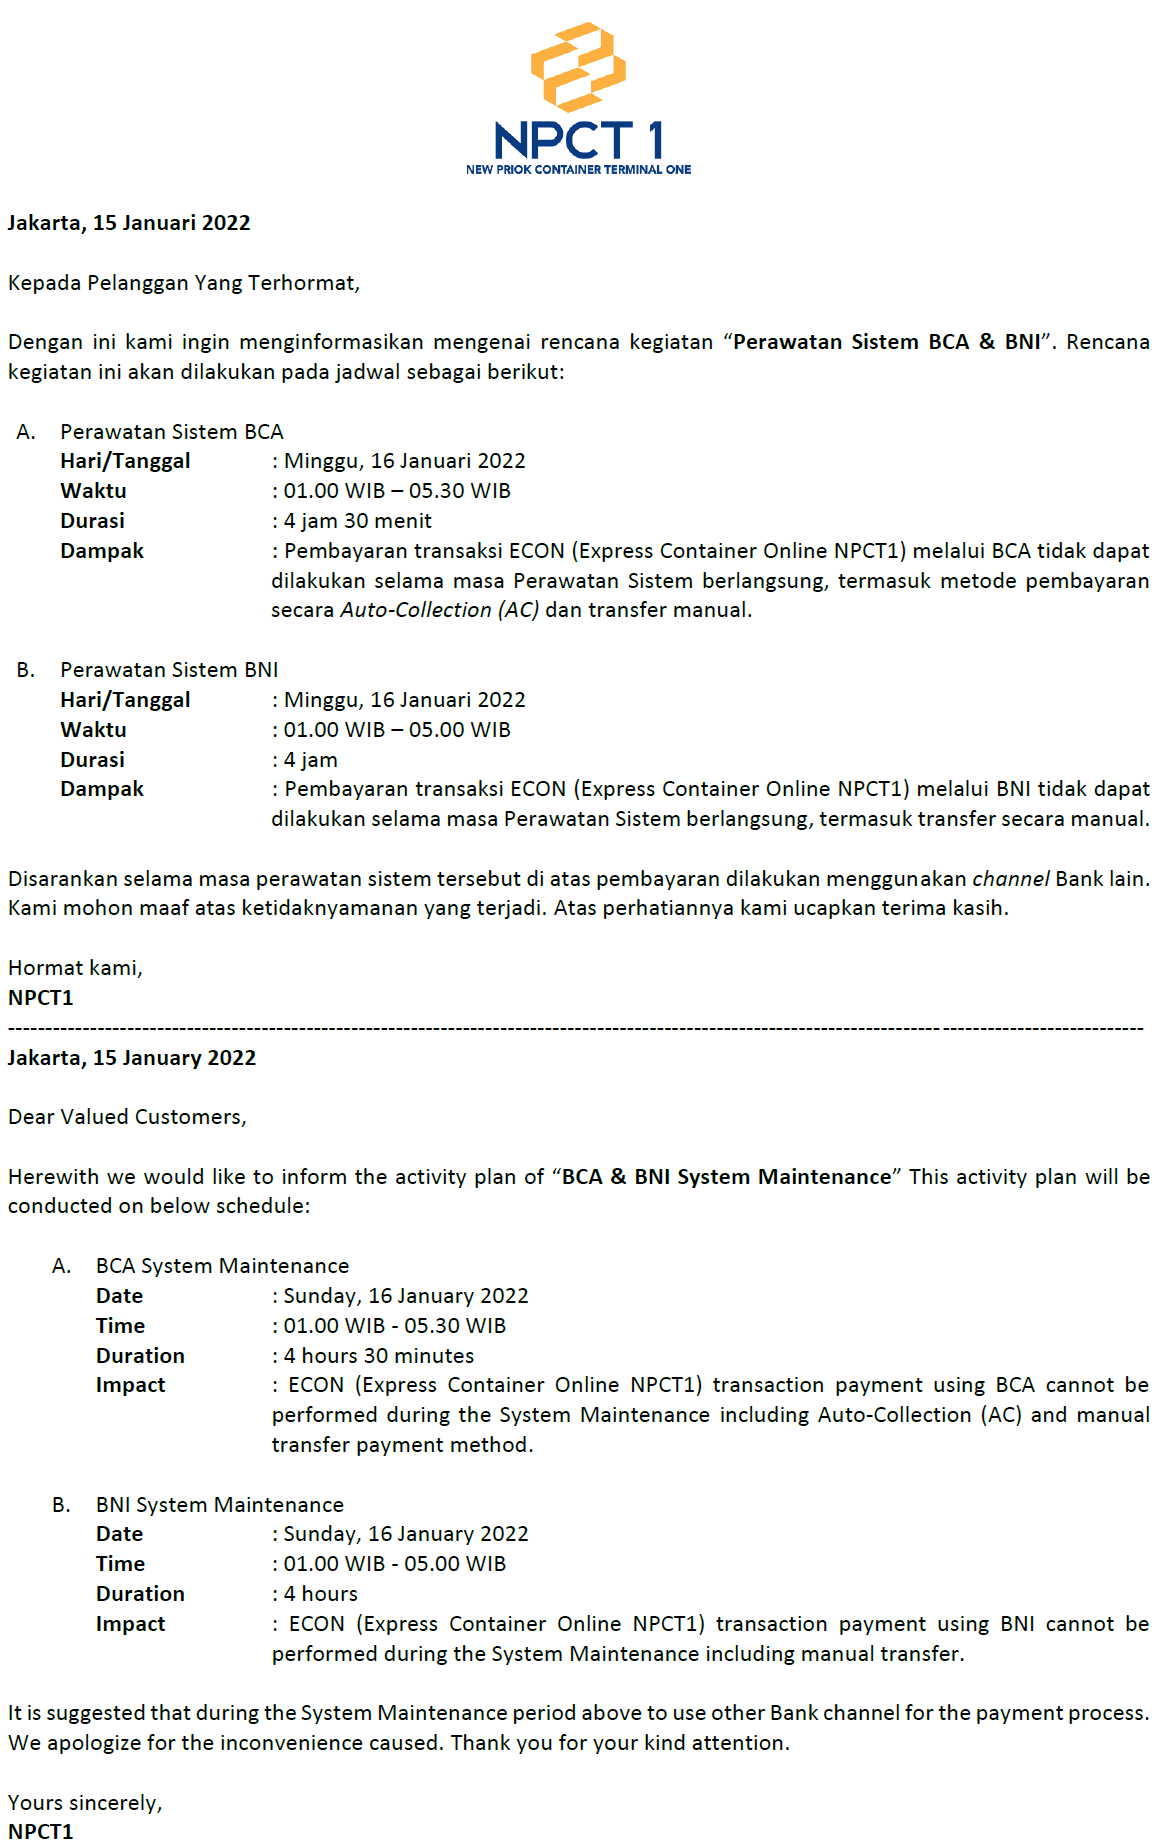 NPCT 1
NEW PRIOK CONTAINER TERMINAL ONE
Jakarta, 15 Januari 2022
Kepada Pelanggan Yang Terhormat,
Dengan ini kami ingin menginformasikan mengenai rencana kegiatan “Perawatan Sistem BCA & BNI”. Rencana
kegiatan ini akan dilakukan pada jadwal sebagai berikut:
A. Perawatan Sistem BCA
Hari/Tanggal : Minggu, 16 Januari 2022
Waktu : 01.00 WIB – 05.30 WIB
Durasi : 4 jam 30 menit
Dampak : Pembayaran transaksi ECON (Express Container Online NPCT1) melalui BCA tidak dapat
dilakukan selama masa Perawatan Sistem berlangsung, termasuk metode pembayaran
secara Auto-Collection (AC) dan transfer manual.
B. Perawatan Sistem BNI
Hari/Tanggal : Minggu, 16 Januari 2022
Waktu : 01.00 WIB – 05.00 WIB
Durasi : 4 jam
Dampak : Pembayaran transaksi ECON (Express Container Online NPCT1) melalui BNI tidak dapat
dilakukan selama masa Perawatan Sistem berlangsung, termasuk transfer secara manual.
Disarankan selama masa perawatan sistem tersebut di atas pembayaran dilakukan menggunakan channel Bank lain.
Kami mohon maaf atas ketidaknyamanan yang terjadi. Atas perhatiannya kami ucapkan terima kasih.
Hormat kami,
NPCT1
Jakarta, 15 January 2022
Dear Valued Customers,
Herewith we would like to inform the activity plan of “BCA & BNI System Maintenance” This activity plan will be
conducted on below schedule:
A. BCA System Maintenance
Date : Sunday, 16 January 2022
Time : 01.00 WIB - 05.30 WIB
Duration : 4 hours 30 minutes
Impact : ECON (Express Container Online NPCT1) transaction payment using BCA cannot be
performed during the System Maintenance including Auto-Collection (AC) and manual
transfer payment method.
B. BNI System Maintenance
Date : Sunday, 16 January 2022
Time : 01.00 WIB - 05.00 WIB
Duration : 4 hours
Impact : ECON (Express Container Online NPCT1) transaction payment using BNI cannot be
performed during the System Maintenance including manual transfer.
It is suggested that during the System Maintenance period above to use other Bank channel for the payment process.
We apologize for the inconvenience caused. Thank you for your kind attention.
Yours sincerely,
NPCT1